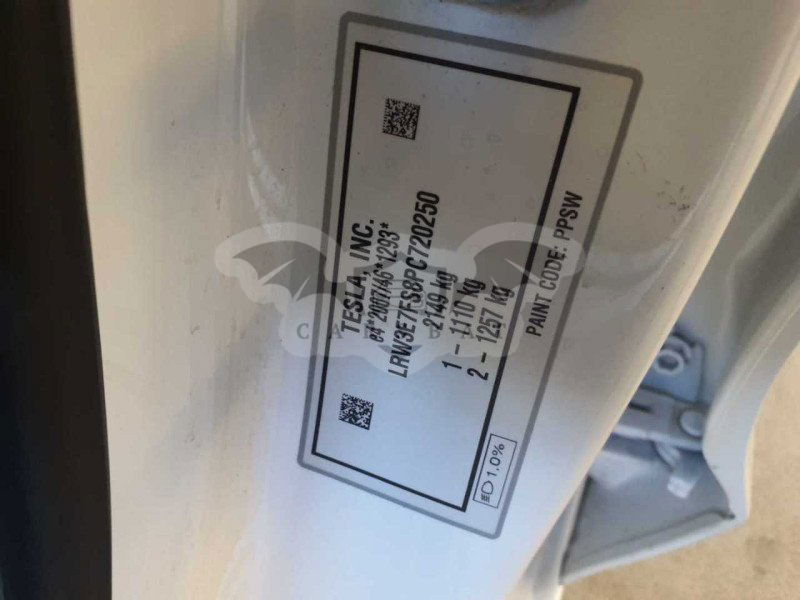 TESLA, INC.
e4*2007/46*1293*
LRW3E7FS8PC720250
2149 kg
1 – 1110 kg
2 – 1257 kg
1.0%
PAINT CODE: PPSW